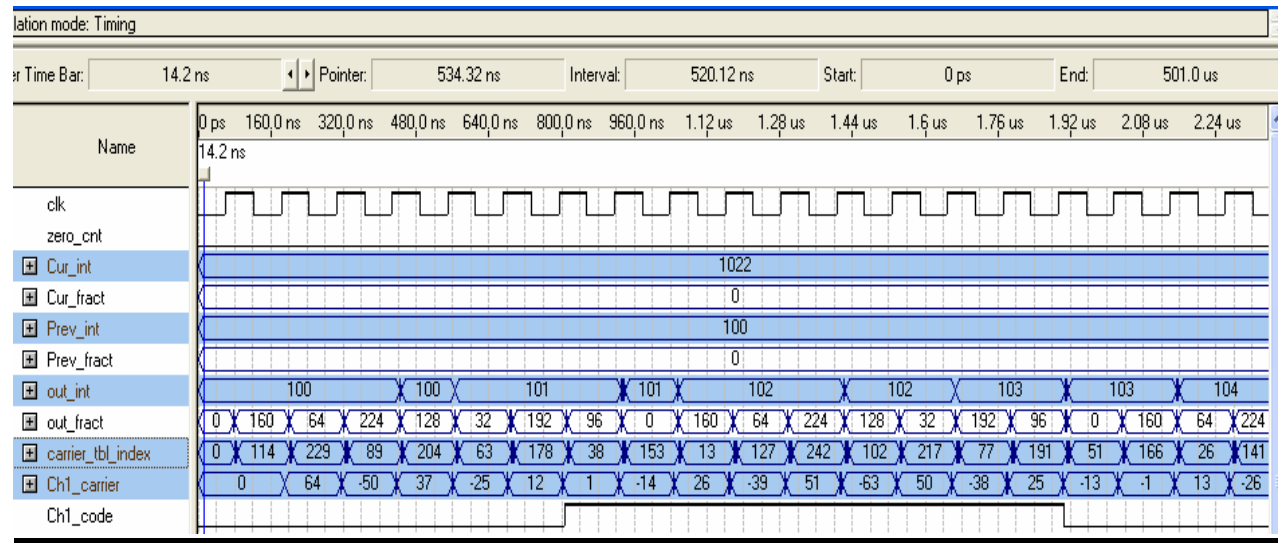 lation mode: Timing
er Time Bar: 14.2 ns Pointer: 534.32 ns Interval: 520.12 ns Start: 0 ps End: 501.0 us
Name
0 ps 160.0 ns 320.0 ns 480.0 ns 640.0 ns 800.0 ns 960.0 ns 1.12 us 1.28 us 1.44 us 1.6 us 1.76 us 1.92 us 2.08 us 2.24 us
14.2 ns
clk
zero_cnt
Cur_int 1022
Cur_fract 0
Prev_int 100
Prev_fract 0
out_int 100 100 101 101 102 102 103 103 104
out_fract 0 160 64 224 128 32 192 96 0 160 64 224 128 32 192 96 0 160 64 224
carrier_tbl_index 0 114 229 89 204 63 178 38 153 13 127 242 102 217 77 191 51 166 26 141
Ch1_carrier 0 64 -50 37 -25 12 1 -14 26 -39 51 -63 50 -38 25 -13 -1 13 -26
Ch1_code